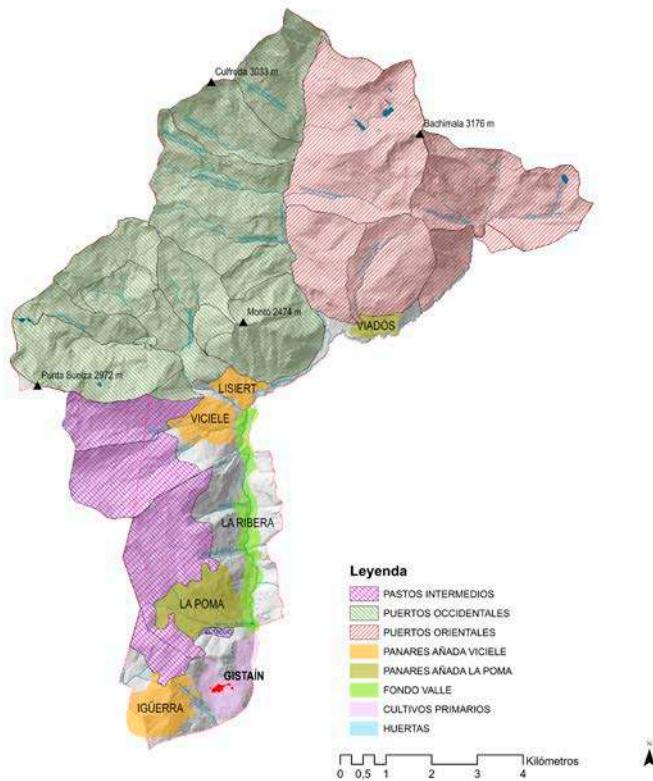 Culfreda 3033 m
Bachimala 3176 m
Montó 2474 m
VIADÓS
Punta Suelza 2972 m
LISIERT
VICIELE
LA RIBERA
LA POMA
GISTAÍN
IGÜERRA
Leyenda
PASTOS INTERMEDIOS
PUERTOS OCCIDENTALES
PUERTOS ORIENTALES
PANARES AÑADA VICIELE
PANARES AÑADA LA POMA
FONDO VALLE
CULTIVOS PRIMARIOS
HUERTAS
N
Kilómetros
0 0,5 1 2 3 4